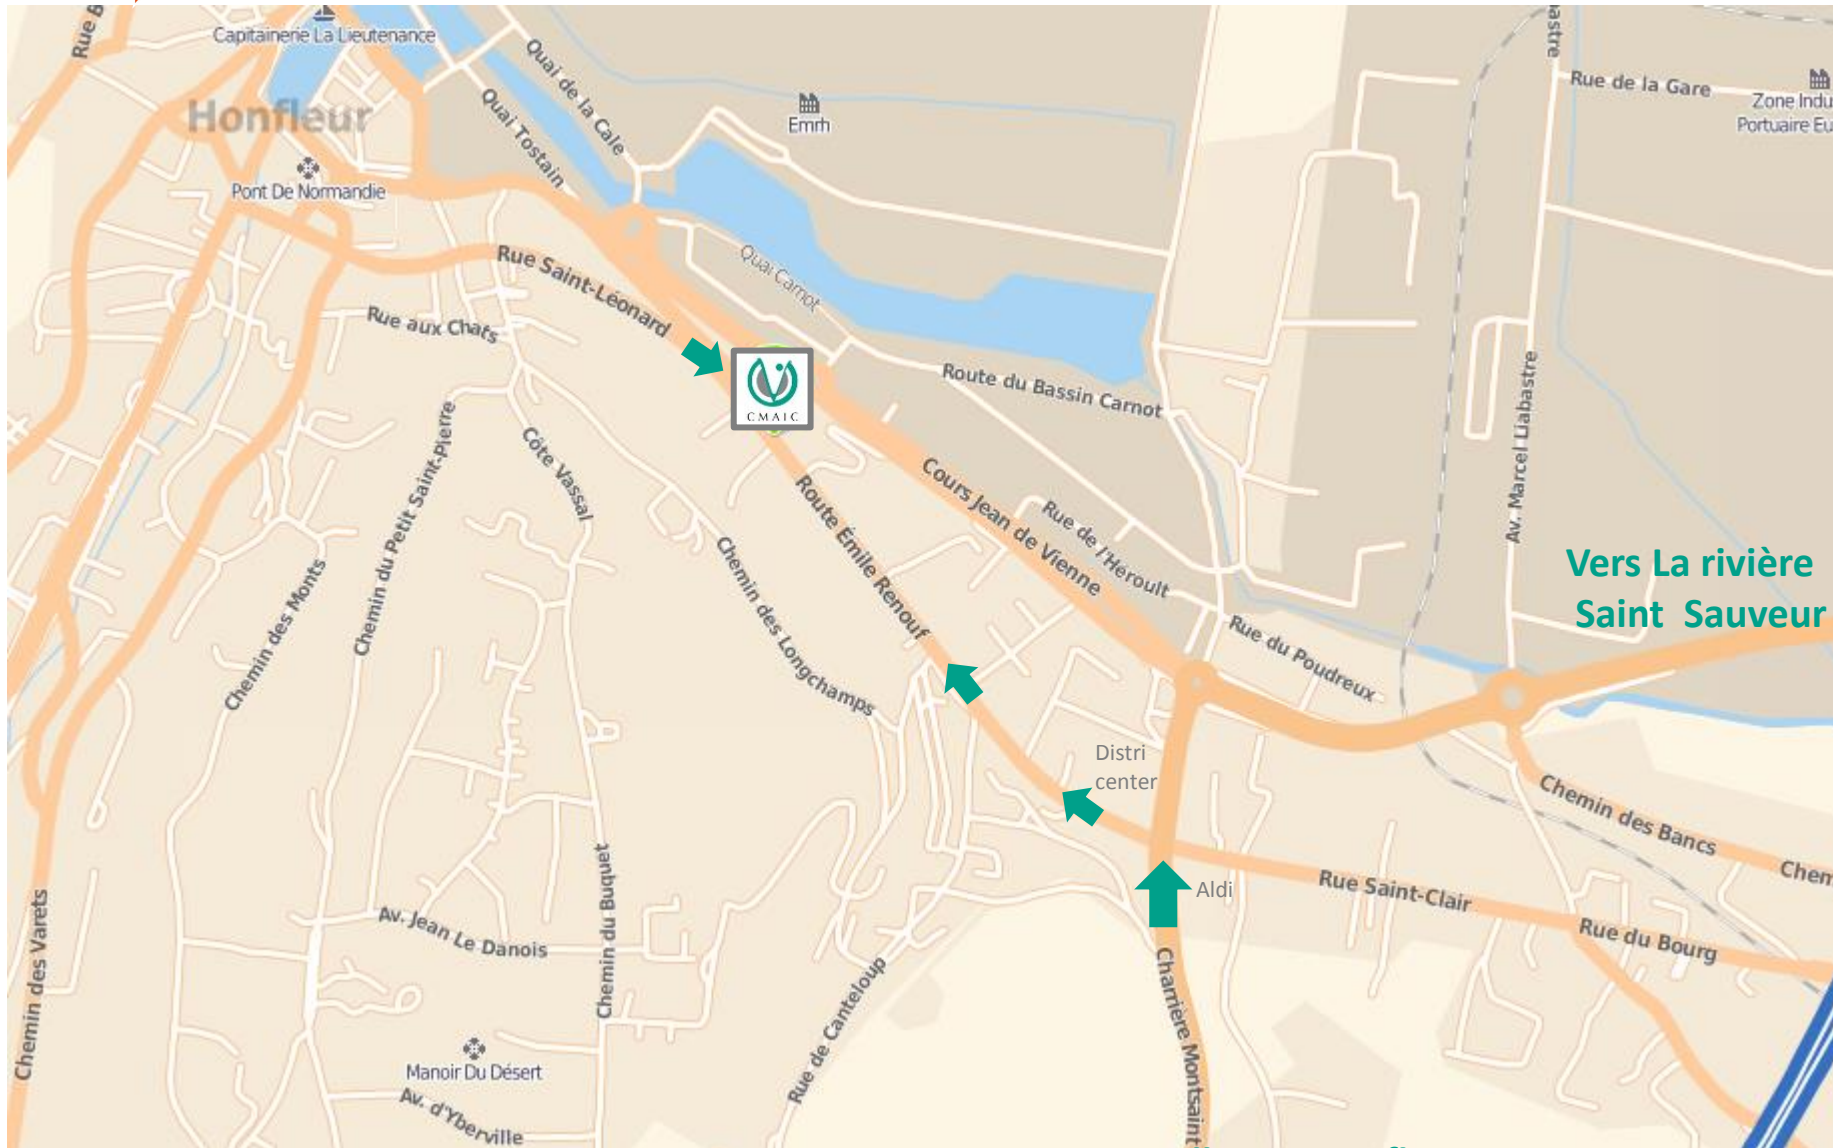 Rue B
Capitainerie La Lieutenance
Honfleur
Pont De Normandie
Quai de la Cale
Quai Tostain
Emrh
Rue de la Gare
Zone Indu
Portuaire Eu
Quai Carnot
Rue Saint-Léonard
Rue aux Chats
CMAIC
Route du Bassin Carnot
Av. Marcel Liabastre
Côte Vassal
Chemin du Petit Saint-Pierre
Cours Jean de Vienne
Route Émile Renouf
Rue de l'Héroult
Vers La rivière
Saint Sauveur
Chemin des Monts
Chemin des Longchamps
Rue du Poudreux
Distri
center
Chemin des Bancs
Chem
Aldi
Rue Saint-Clair
Rue du Bourg
Chemin des Varets
Av. Jean Le Danois
Chemin du Buquet
Rue de Canteloup
Charrière Montsaint
Manoir Du Désert
Av. d'Yberville